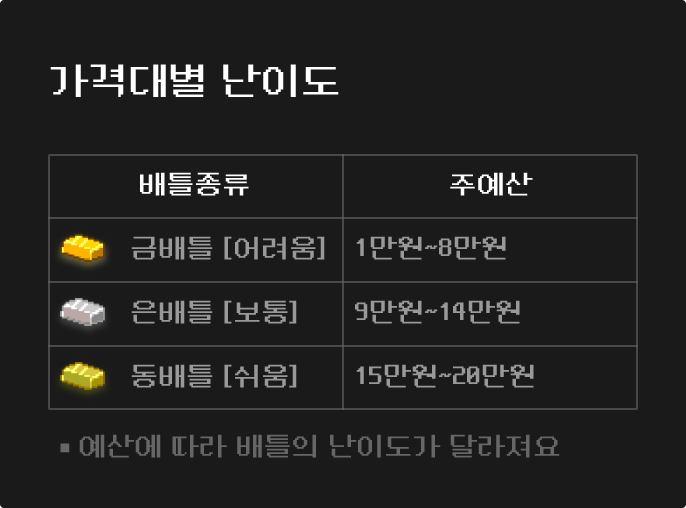 가격대별 난이도
배틀종류 주예산
금배틀 [어려움] 1만원~8만원
은배틀 [보통] 9만원~14만원
동배틀 [쉬움] 15만원~20만원
▪ 예산에 따라 배틀의 난이도가 달라져요